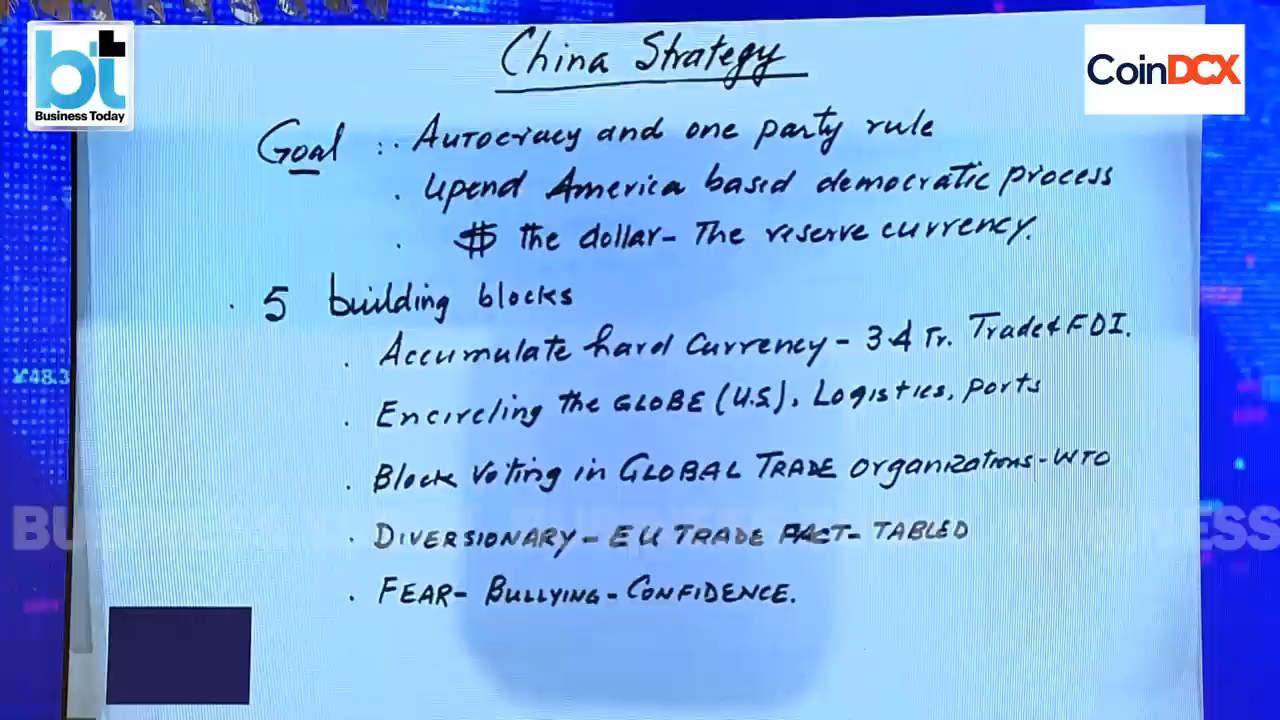 bt
Business Today
CoinDCX
China Strategy
Goal :. Autocracy and one party rule
. Upend America based democratic process
. $ the dollar - The reserve currency.
. 5 building blocks
. Accumulate hard Currency - 3.4 Tr. Trade & FDI.
. Encircling the GLOBE (U.S). Logistics, ports
. Block Voting in GLOBAL TRADE organizations - WTO
. DIVERSIONARY - EU TRADE PACT - TABLED
. FEAR - BULLYING - CONFIDENCE.
¥48.3